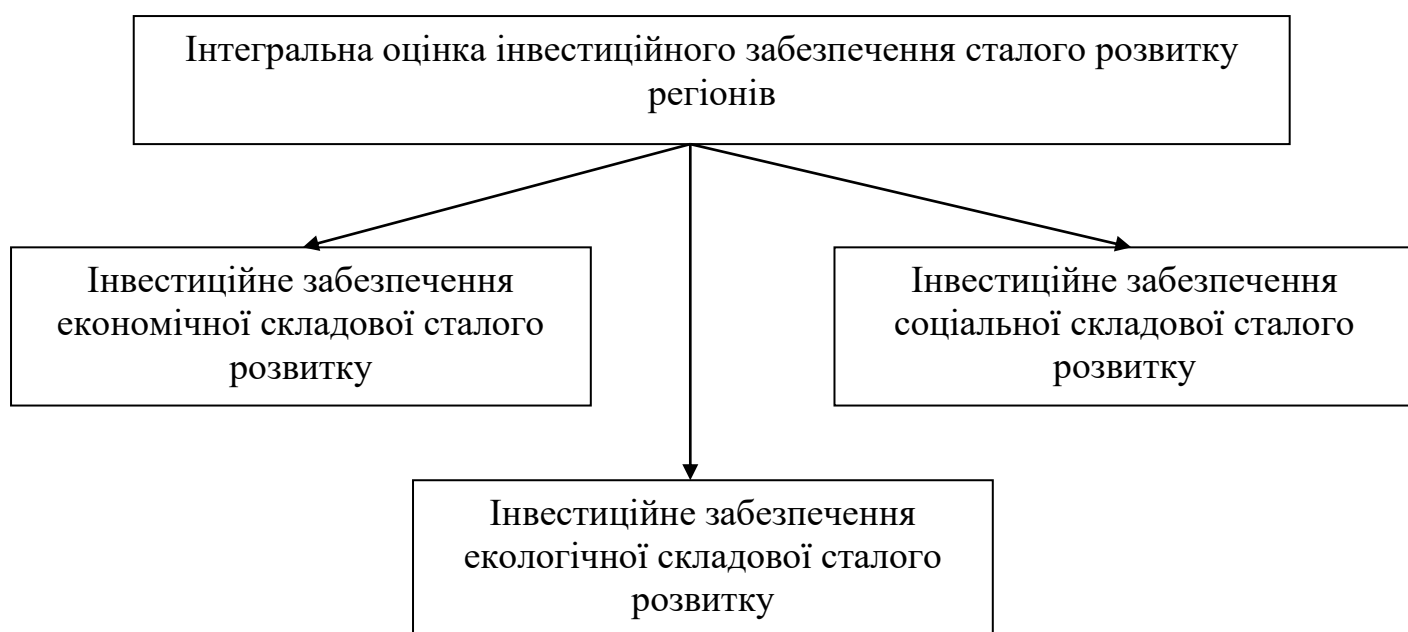 Інтегральна оцінка інвестиційного забезпечення сталого розвитку
регіонів
Інвестиційне забезпечення
економічної складової сталого
розвитку
Інвестиційне забезпечення
соціальної складової сталого
розвитку
Інвестиційне забезпечення
екологічної складової сталого
розвитку